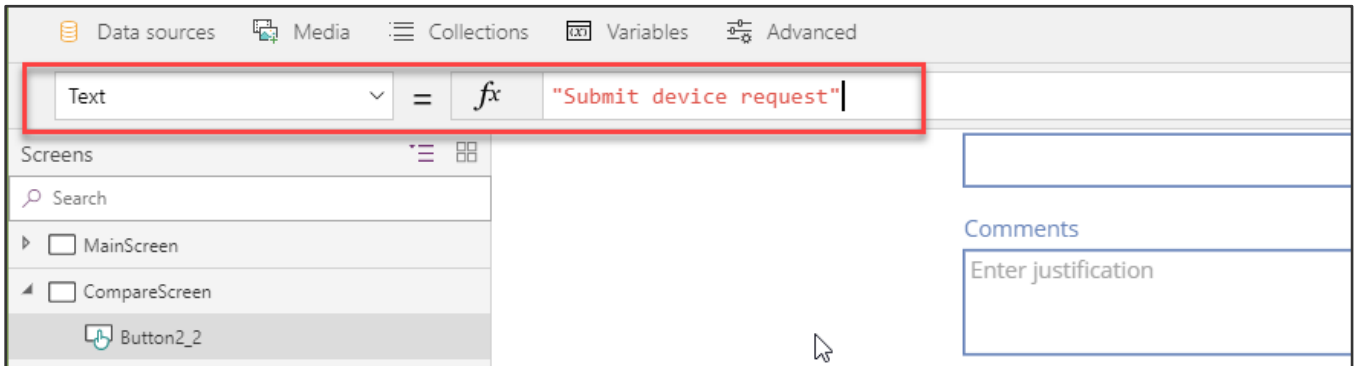 Data sources Media Collections (x) Variables Advanced
Text = fx "Submit device request"
Screens
Search
Comments
MainScreen
Enter justification
CompareScreen
Button2_2